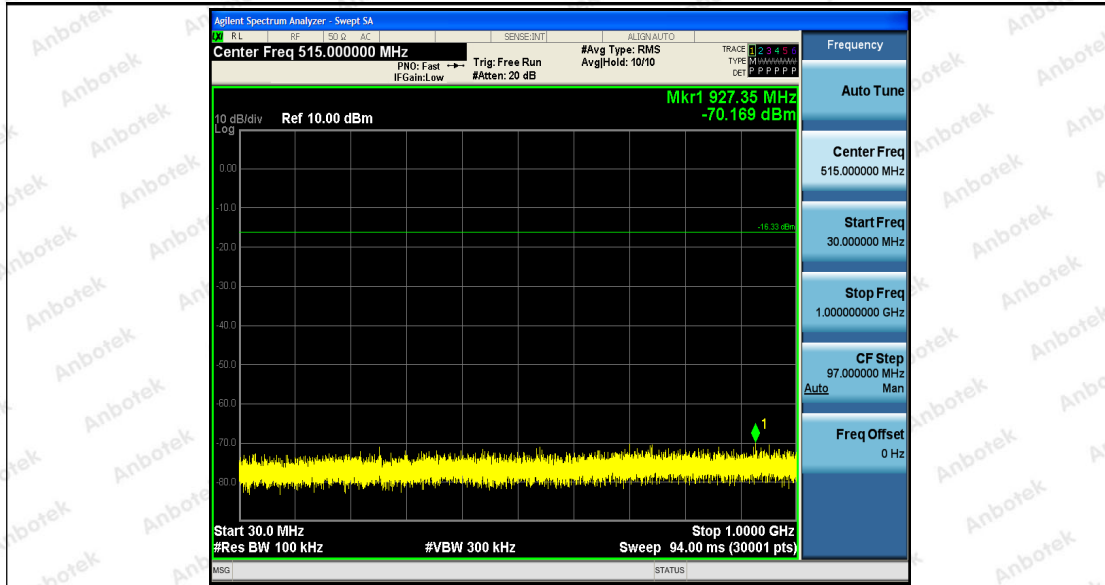 Agilent Spectrum Analyzer - Swept SA
RL RF 50 Ω AC SENSE:INT ALIGNAUTO
Center Freq 515.000000 MHz
PNO: Fast
IFGain:Low
Trig: Free Run
#Atten: 20 dB
#Avg Type: RMS
Avg|Hold: 10/10
TRACE 1 2 3 4 5 6
TYPE M
DET P P P P P P
Mkr1 927.35 MHz
-70.169 dBm
10 dB/div Ref 10.00 dBm
Log
0.00
-10.0
-16.33 dBm
-20.0
-30.0
-40.0
-50.0
-60.0
1
-70.0
-80.0
Start 30.0 MHz Stop 1.0000 GHz
#Res BW 100 kHz #VBW 300 kHz Sweep 94.00 ms (30001 pts)
MSG STATUS
Frequency
Auto Tune
Center Freq
515.000000 MHz
Start Freq
30.000000 MHz
Stop Freq
1.000000000 GHz
CF Step
97.000000 MHz
Auto Man
Freq Offset
0 Hz
Anbotek